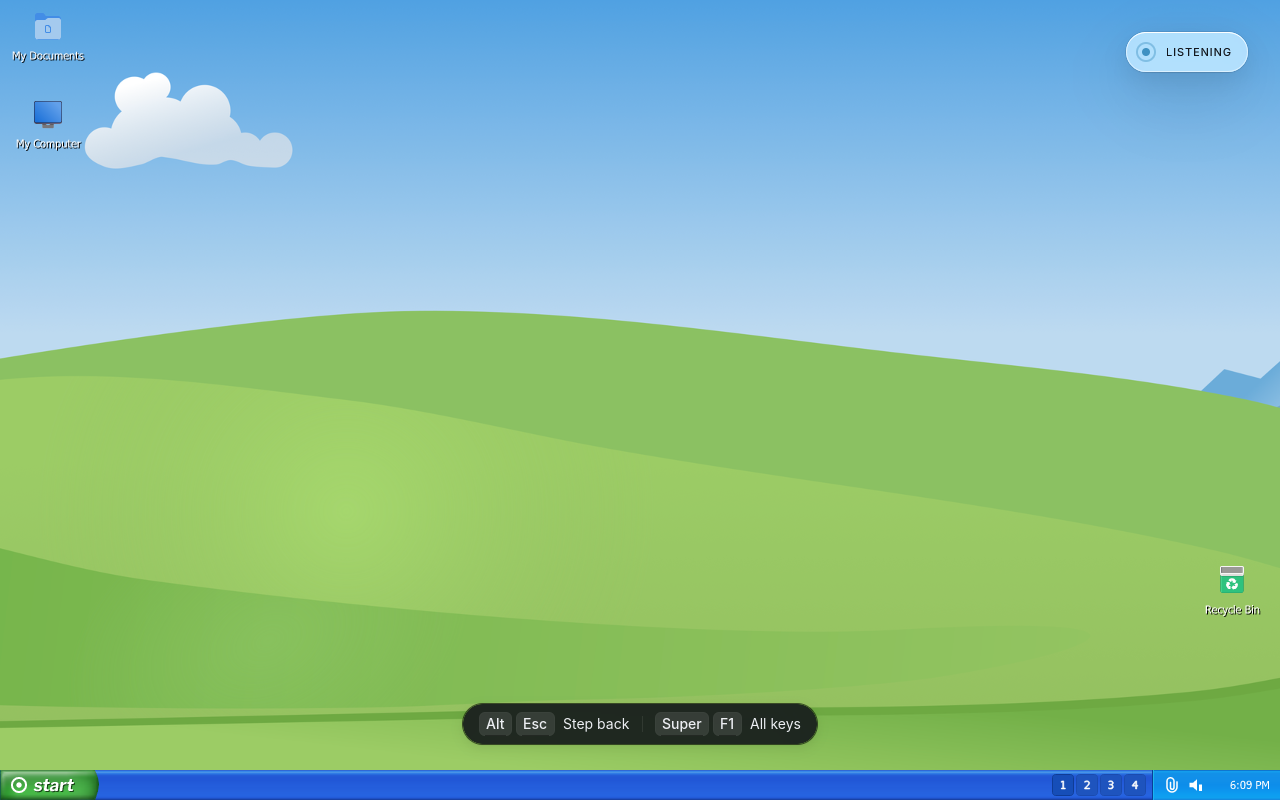 My Documents
LISTENING
My Computer
Recycle Bin
Alt Esc Step back Super F1 All keys
start 1 2 3 4 6:09 PM